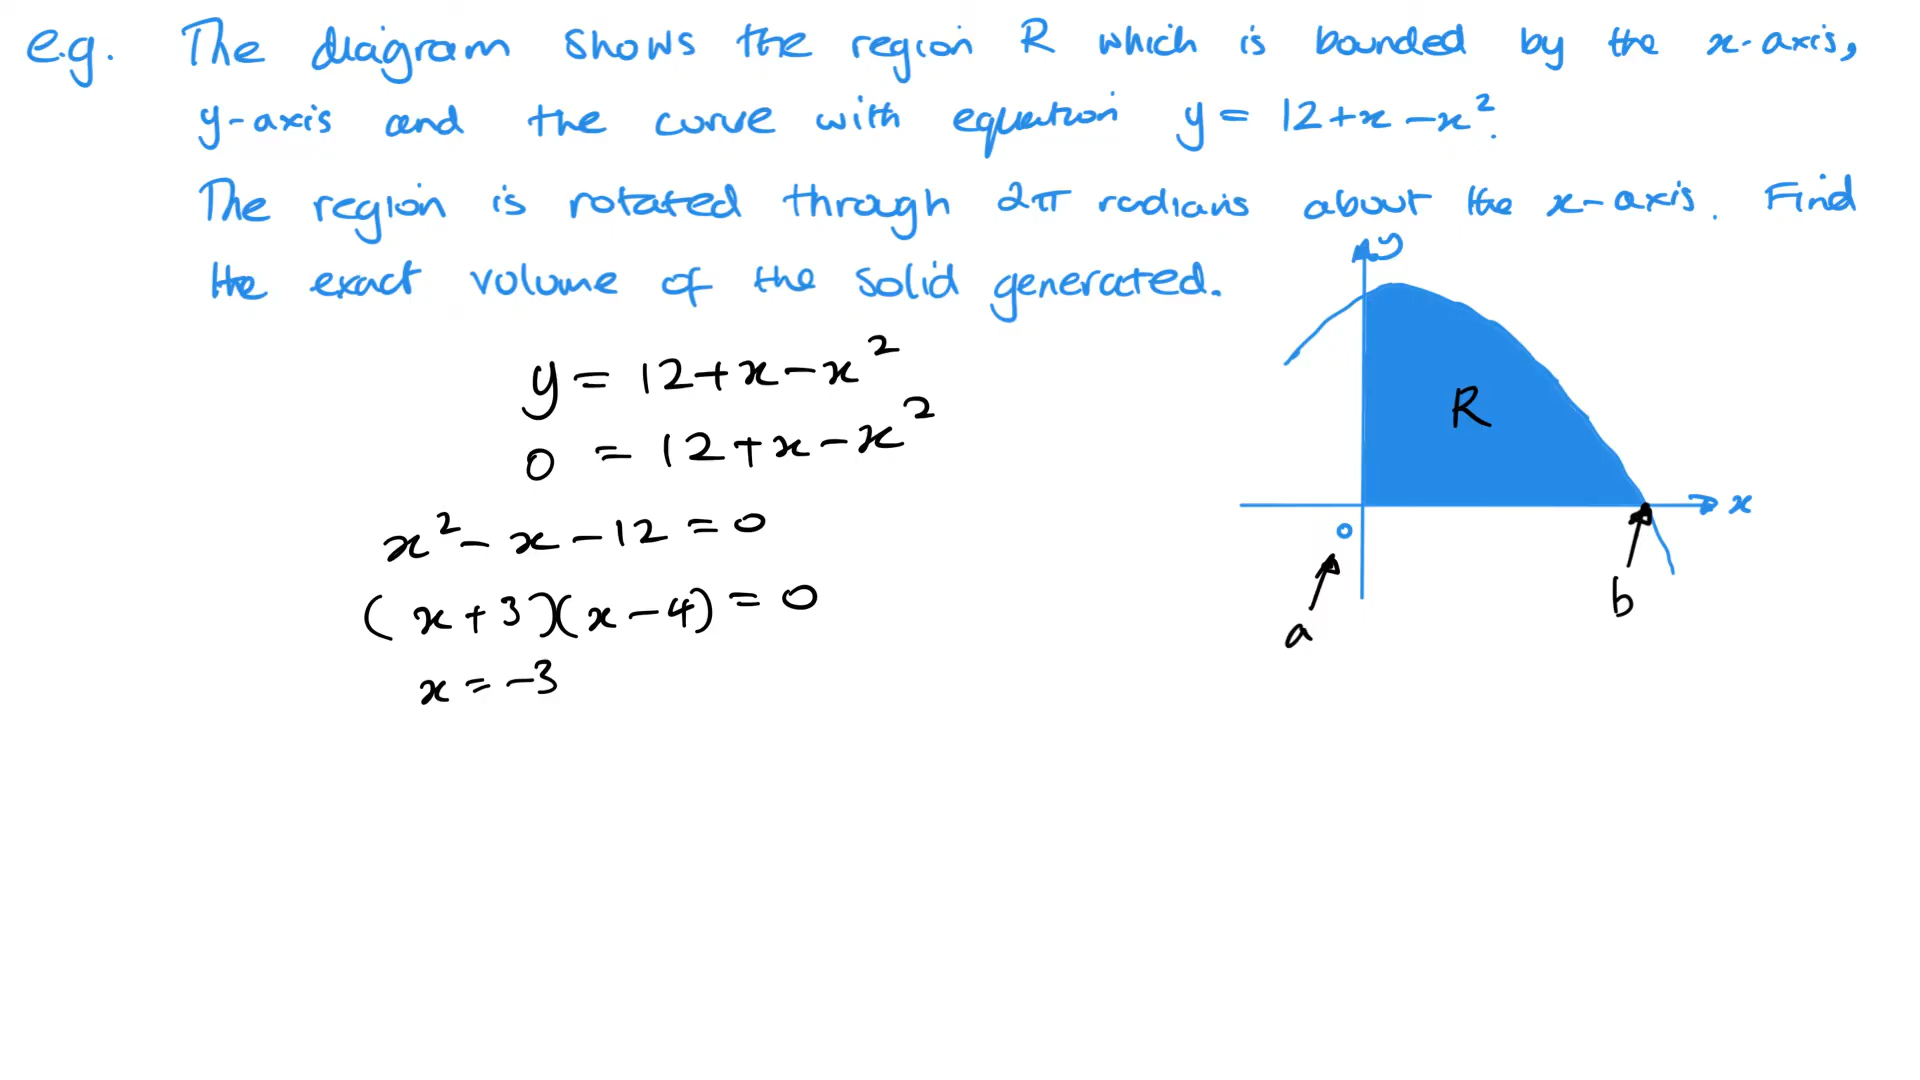 e.g. The diagram shows the region R which is bounded by the x-axis,
y-axis and the curve with equation y = 12+x-x².
The region is rotated through 2π radians about the x-axis. Find
the exact volume of the solid generated.
y
y = 12+x-x²
0 = 12+x-x²
R
x² - x - 12 = 0
x
0
(x+3)(x-4) = 0
b
a
x = -3